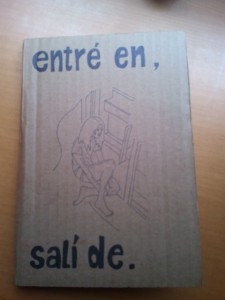 entré en,
salí de.